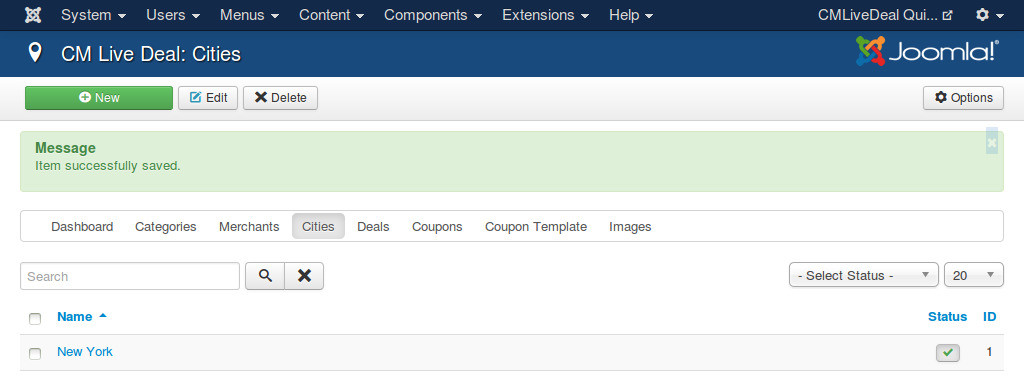 System Users Menus Content Components Extensions Help CMLiveDeal Qui...
CM Live Deal: Cities Joomla!
New Edit Delete Options
Message
Item successfully saved.
Dashboard Categories Merchants Cities Deals Coupons Coupon Template Images
Search - Select Status - 20
Name Status ID
New York 1